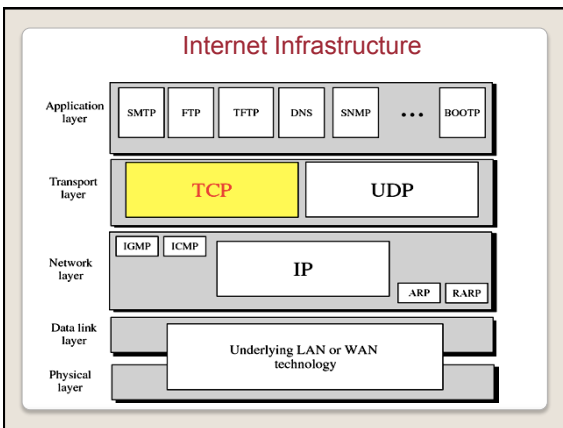 Internet Infrastructure
Application
layer
SMTP
FTP
TFTP
DNS
SNMP
...
BOOTP
Transport
layer
TCP
UDP
IGMP
ICMP
Network
layer
IP
ARP
RARP
Data link
layer
Underlying LAN or WAN
technology
Physical
layer